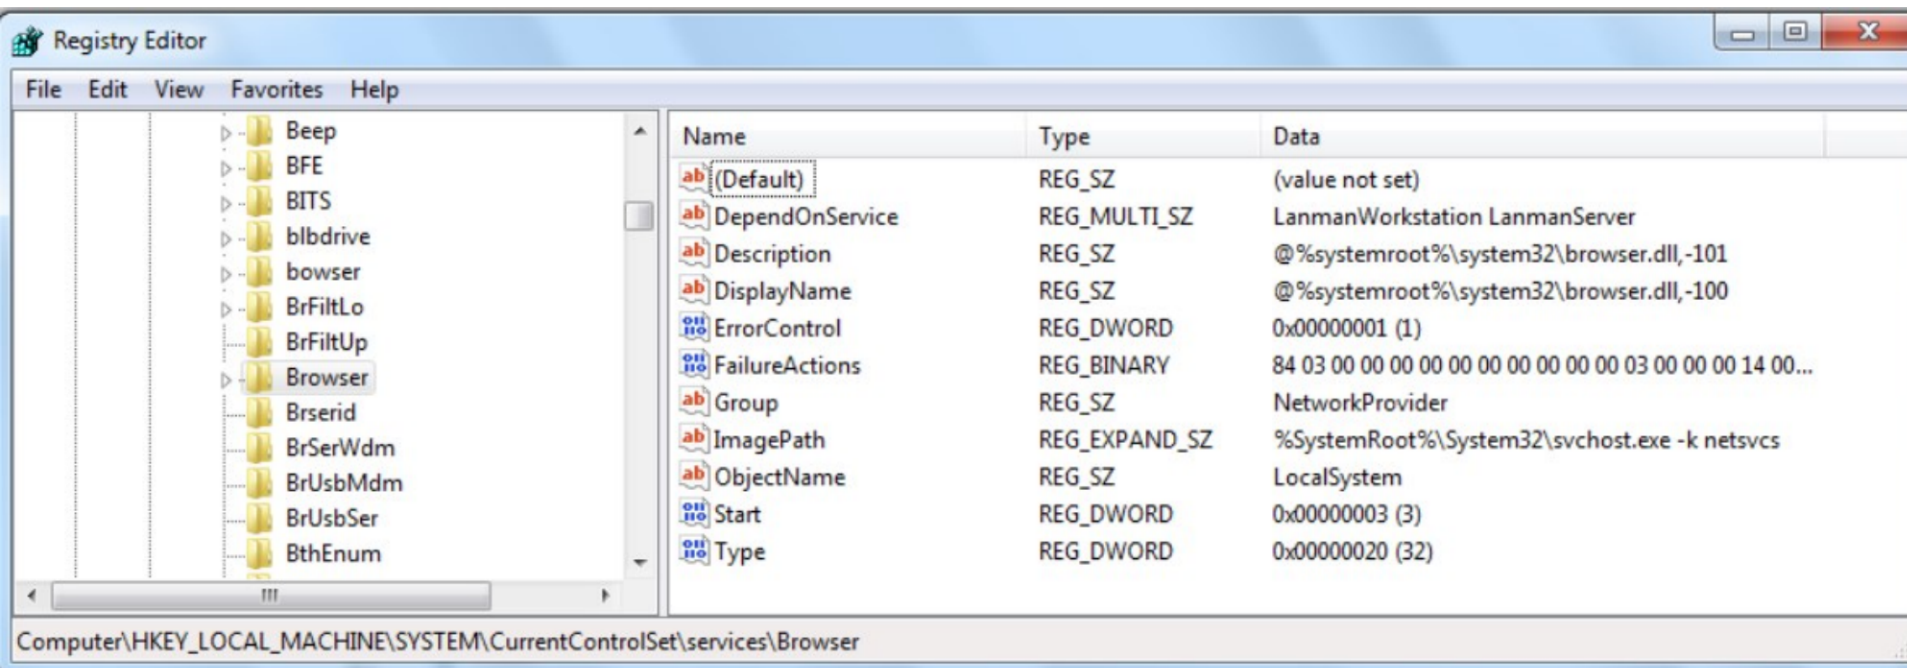 Registry Editor
File Edit View Favorites Help
Beep
BFE
BITS
blbdrive
bowser
BrFiltLo
BrFiltUp
Browser
Brserid
BrSerWdm
BrUsbMdm
BrUsbSer
BthEnum
Name Type Data
(Default) REG_SZ (value not set)
DependOnService REG_MULTI_SZ LanmanWorkstation LanmanServer
Description REG_SZ @%systemroot%\system32\browser.dll,-101
DisplayName REG_SZ @%systemroot%\system32\browser.dll,-100
ErrorControl REG_DWORD 0x00000001 (1)
FailureActions REG_BINARY 84 03 00 00 00 00 00 00 00 00 00 00 03 00 00 00 14 00...
Group REG_SZ NetworkProvider
ImagePath REG_EXPAND_SZ %SystemRoot%\System32\svchost.exe -k netsvcs
ObjectName REG_SZ LocalSystem
Start REG_DWORD 0x00000003 (3)
Type REG_DWORD 0x00000020 (32)
Computer\HKEY_LOCAL_MACHINE\SYSTEM\CurrentControlSet\services\Browser